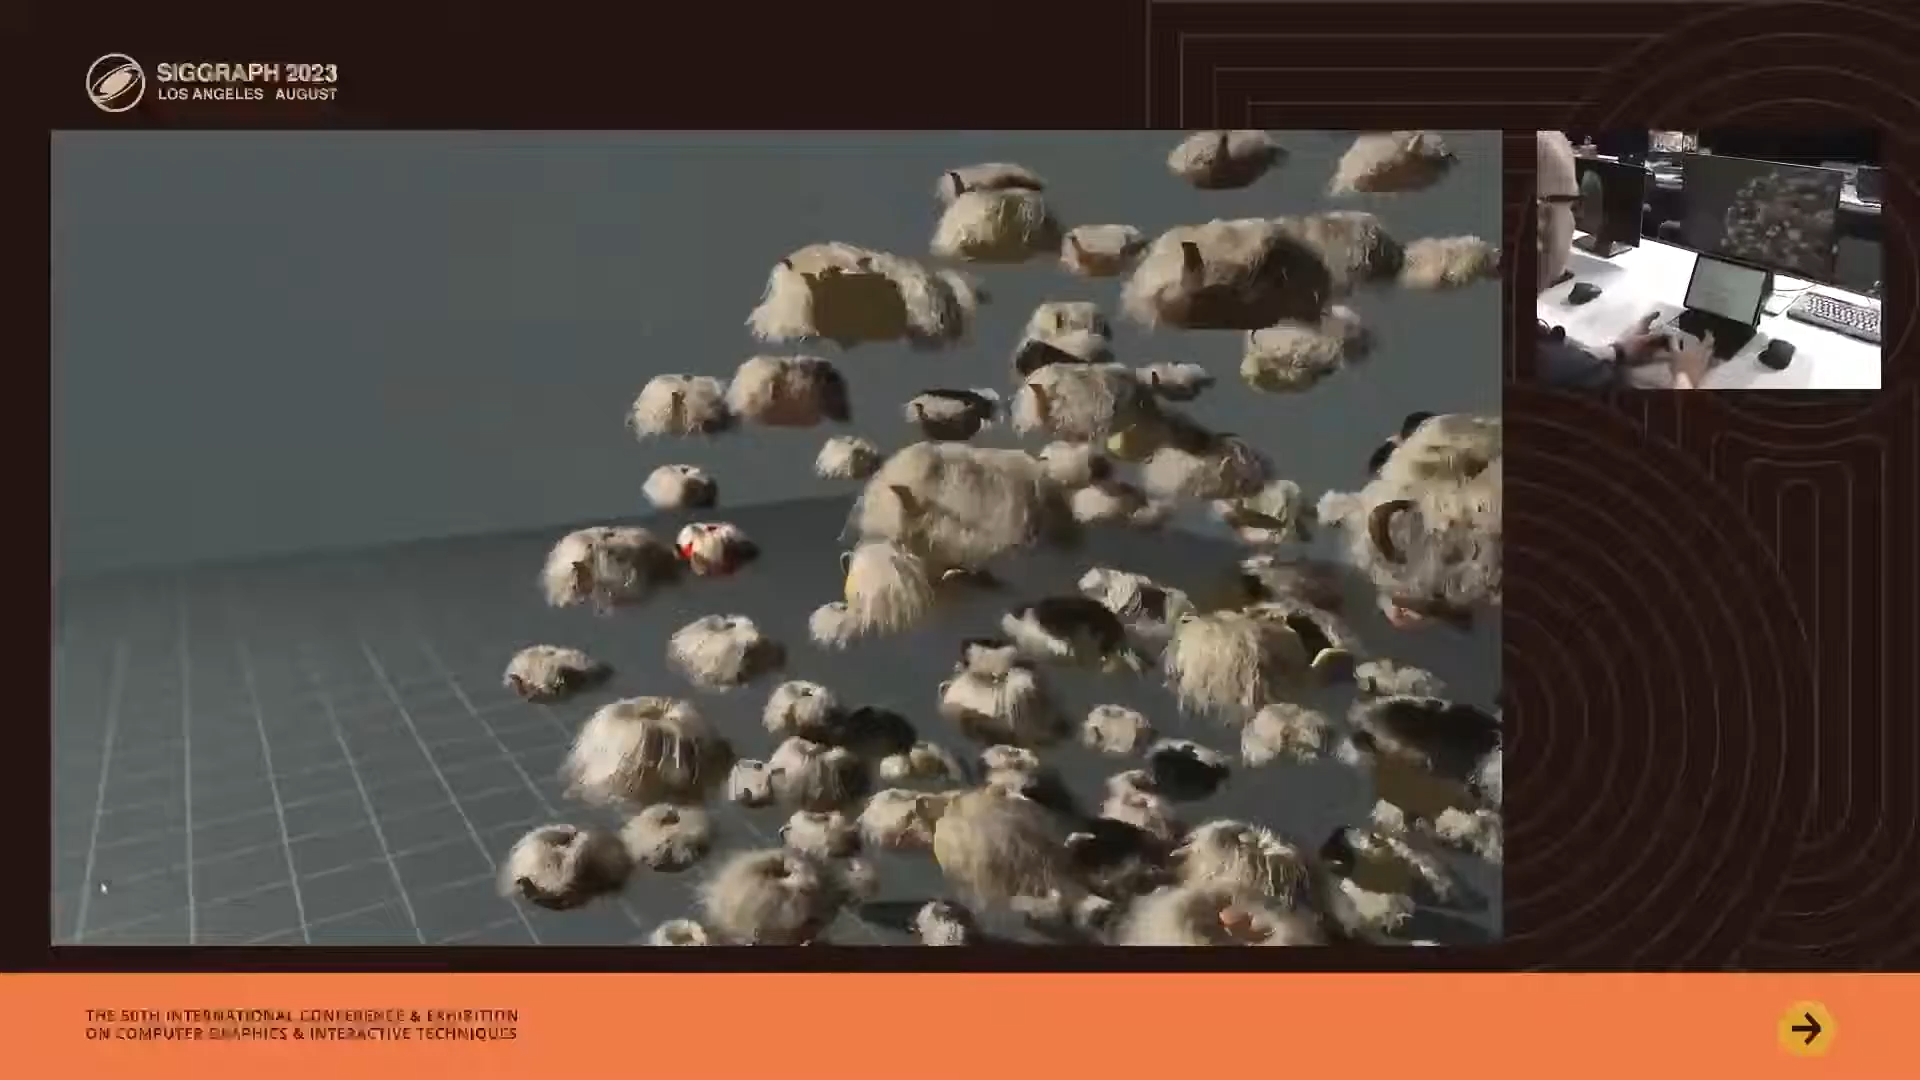 SIGGRAPH 2023
LOS ANGELES AUGUST
THE 50TH INTERNATIONAL CONFERENCE & EXHIBITION
ON COMPUTER GRAPHICS & INTERACTIVE TECHNIQUES